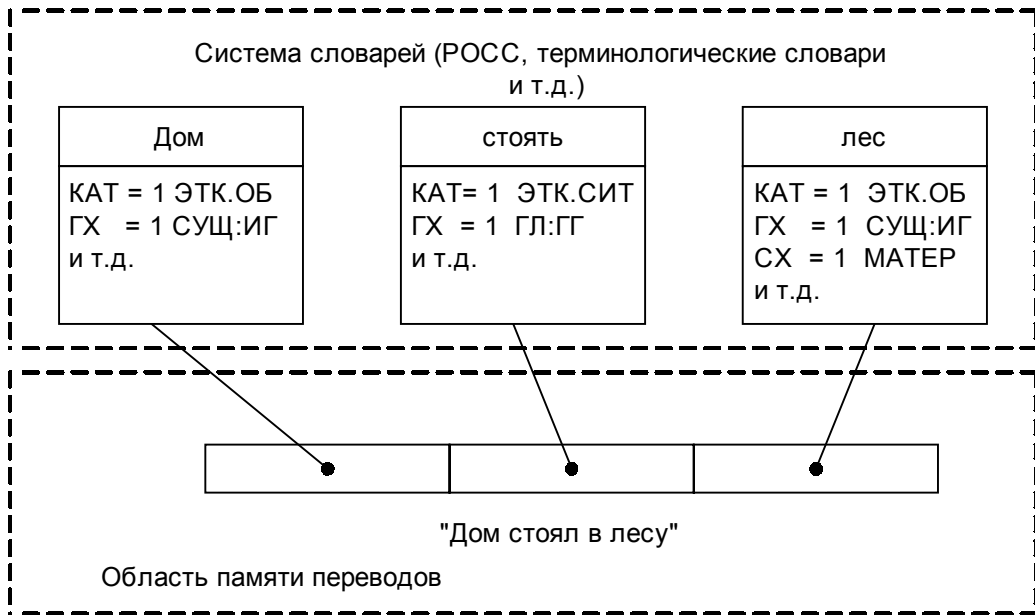 Система словарей (РОСС, терминологические словари
и т.д.)
Дом
КАТ = 1 ЭТК.ОБ
ГХ = 1 СУЩ:ИГ
и т.д.
стоять
КАТ= 1 ЭТК.СИТ
ГХ = 1 ГЛ:ГГ
и т.д.
лес
КАТ = 1 ЭТК.ОБ
ГХ = 1 СУЩ:ИГ
СХ = 1 МАТЕР
и т.д.
"Дом стоял в лесу"
Область памяти переводов